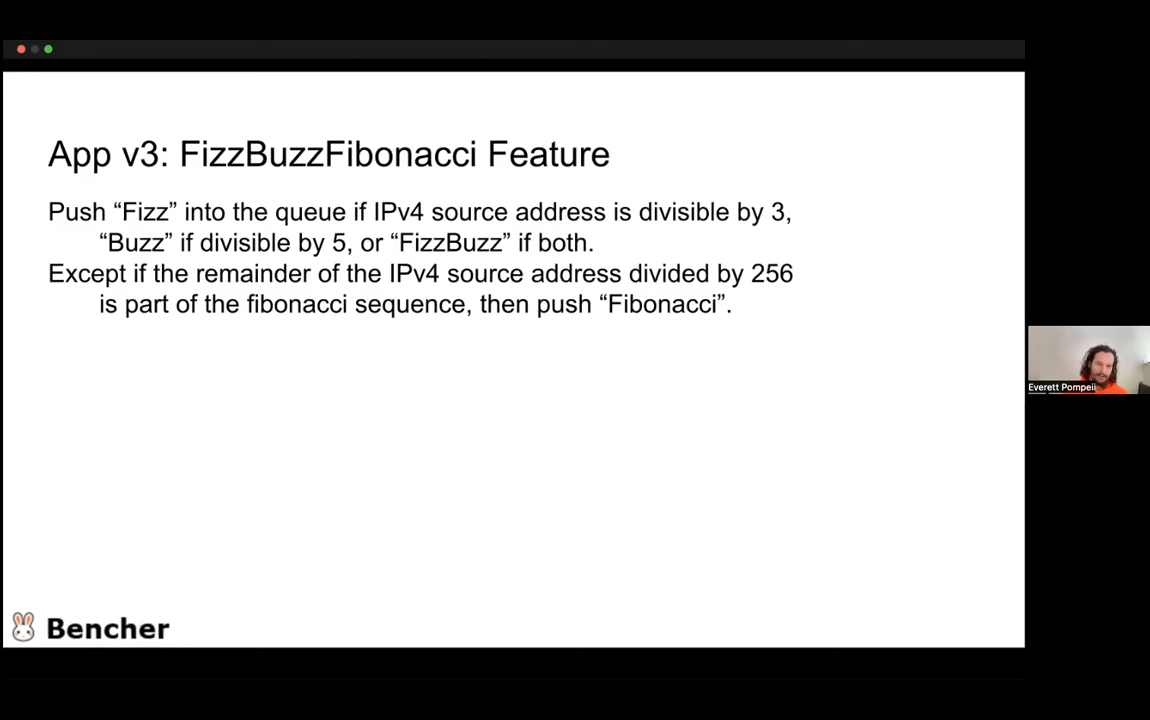 App v3: FizzBuzzFibonacci Feature
Push “Fizz” into the queue if IPv4 source address is divisible by 3,
“Buzz” if divisible by 5, or “FizzBuzz” if both.
Except if the remainder of the IPv4 source address divided by 256
is part of the fibonacci sequence, then push “Fibonacci”.
Everett Pompeii
Bencher